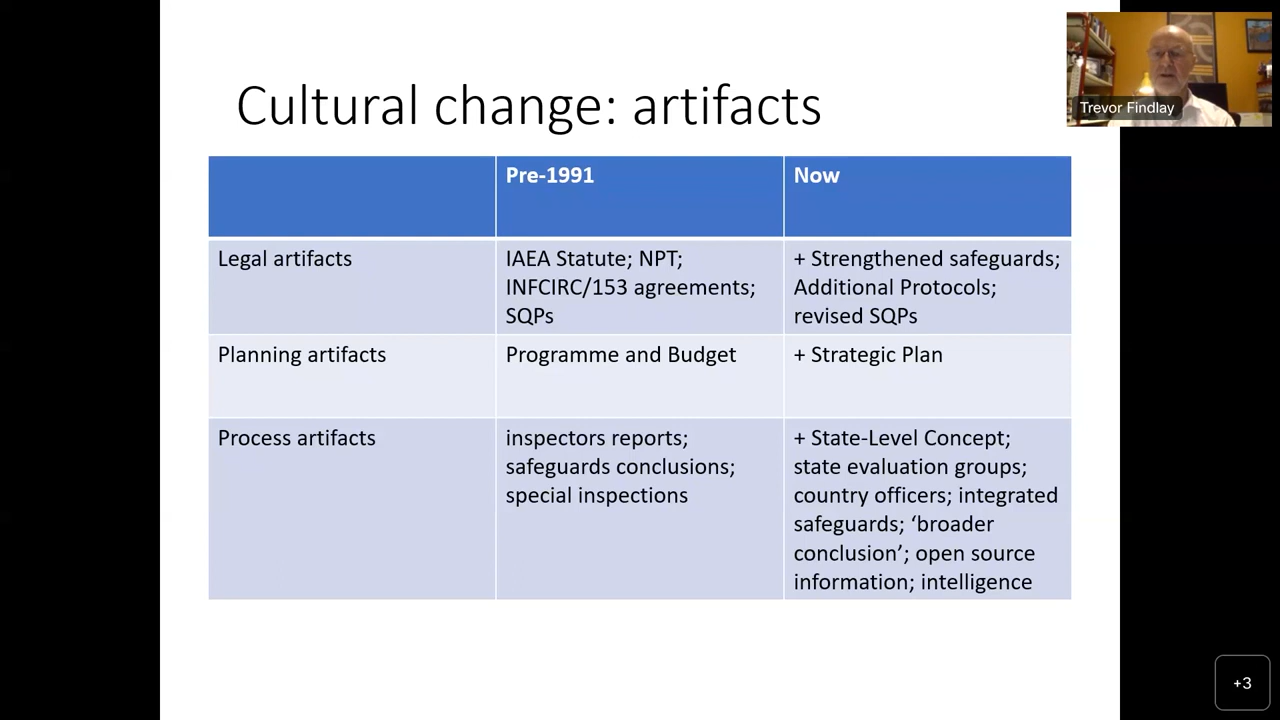 Cultural change: artifacts
Trevor Findlay
Pre-1991
Now
Legal artifacts
IAEA Statute; NPT;
INFCIRC/153 agreements;
SQPs
+ Strengthened safeguards;
Additional Protocols;
revised SQPs
Planning artifacts
Programme and Budget
+ Strategic Plan
Process artifacts
inspectors reports;
safeguards conclusions;
special inspections
+ State-Level Concept;
state evaluation groups;
country officers; integrated
safeguards; ‘broader
conclusion’; open source
information; intelligence
+3